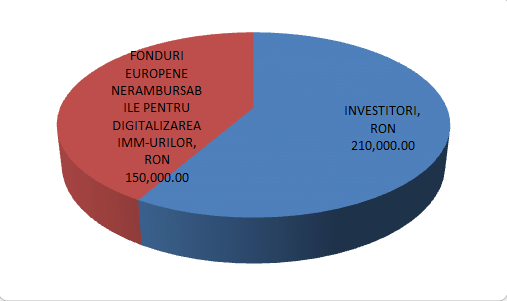 FONDURI
EUROPENE
NERAMBURSAB
ILE PENTRU
DIGITALIZAREA
IMM-URILOR,
RON
150,000.00
INVESTITORI,
RON
210,000.00